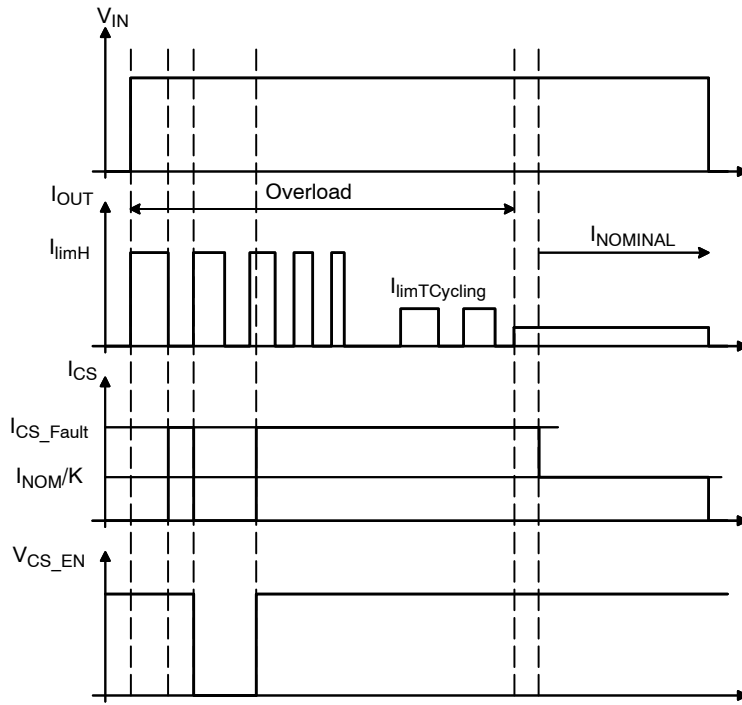 V_IN
I_OUT
Overload
I_limH
I_NOMINAL
I_limTCycling
I_CS
I_CS_Fault
I_NOM/K
V_CS_EN